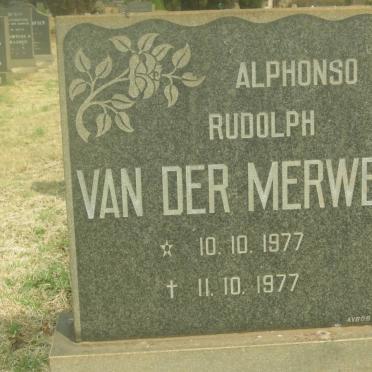 ALPHONSO
RUDOLPH
VAN DER MERWE
☆ 10.10.1977
† 11.10.1977